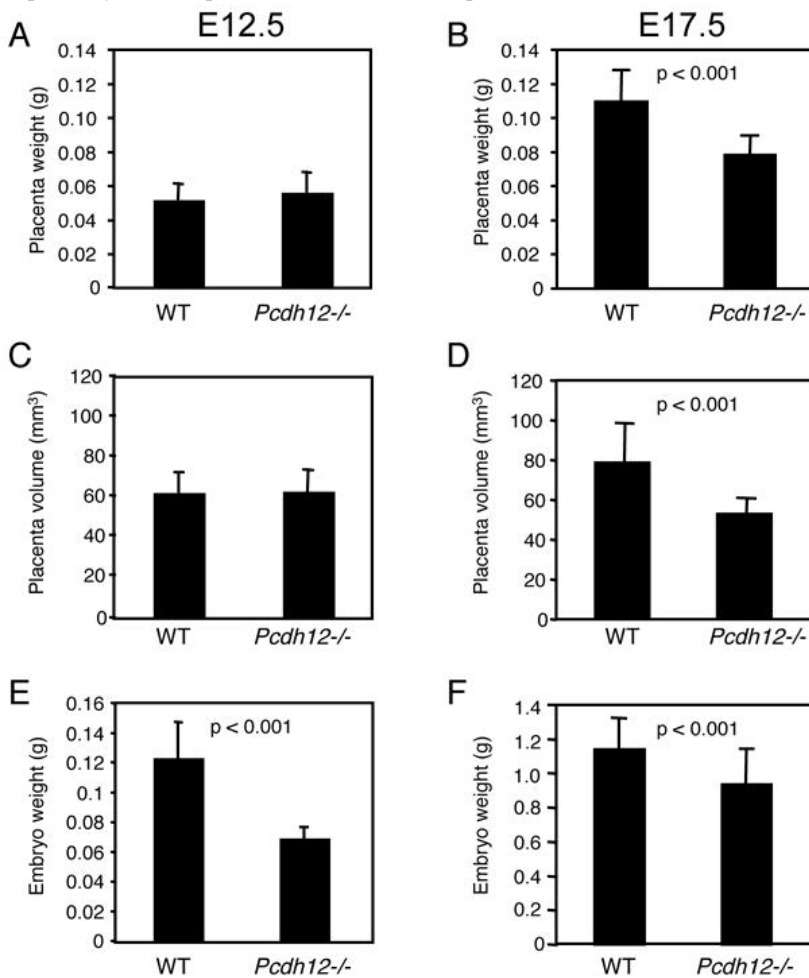 E12.5
E17.5
A
Placenta weight (g)
0.14
0.12
0.10
0.08
0.06
0.04
0.02
0
WT Pcdh12-/-
B
Placenta weight (g)
0.14
0.12
0.10
0.08
0.06
0.04
0.02
0
p < 0.001
WT Pcdh12-/-
C
Placenta volume (mm³)
120
100
80
60
40
20
0
WT Pcdh12-/-
D
Placenta volume (mm³)
120
100
80
60
40
20
0
p < 0.001
WT Pcdh12-/-
E
Embryo weight (g)
0.16
0.14
0.12
0.1
0.08
0.06
0.04
0.02
0
p < 0.001
WT Pcdh12-/-
F
Embryo weight (g)
1.4
1.2
1.0
0.8
0.6
0.4
0.2
0
p < 0.001
WT Pcdh12-/-